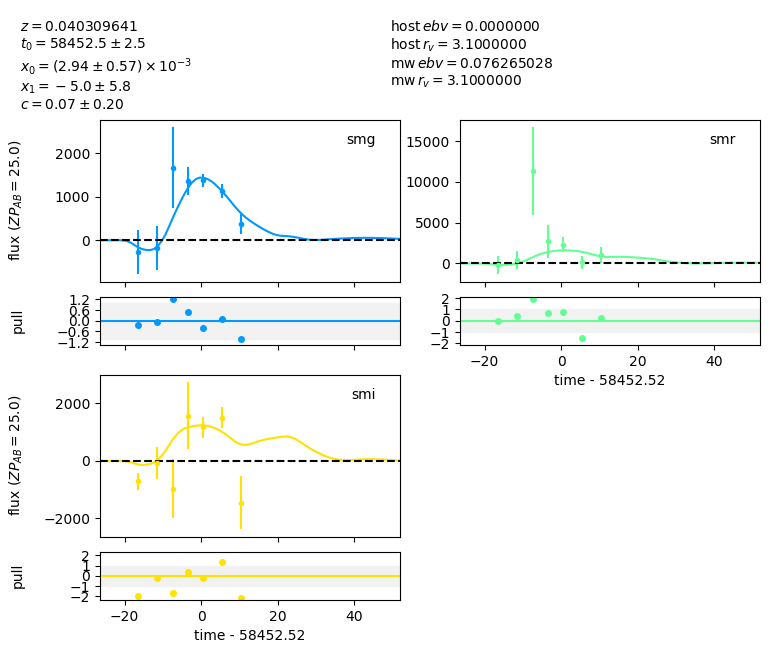 z = 0.040309641
t₀ = 58452.5 ± 2.5
x₀ = (2.94 ± 0.57) × 10⁻³
x₁ = −5.0 ± 5.8
c = 0.07 ± 0.20
host ebv = 0.0000000
host r_v = 3.1000000
mw ebv = 0.076265028
mw r_v = 3.1000000
smg
flux (ZP_AB = 25.0)
2000
1000
0
smr
15000
10000
5000
0
pull
1.2
0.6
0.0
−0.6
−1.2
2
1
0
−1
−2
−20 0 20 40
time - 58452.52
smi
flux (ZP_AB = 25.0)
2000
0
−2000
pull
2
1
0
−1
−2
−20 0 20 40
time - 58452.52